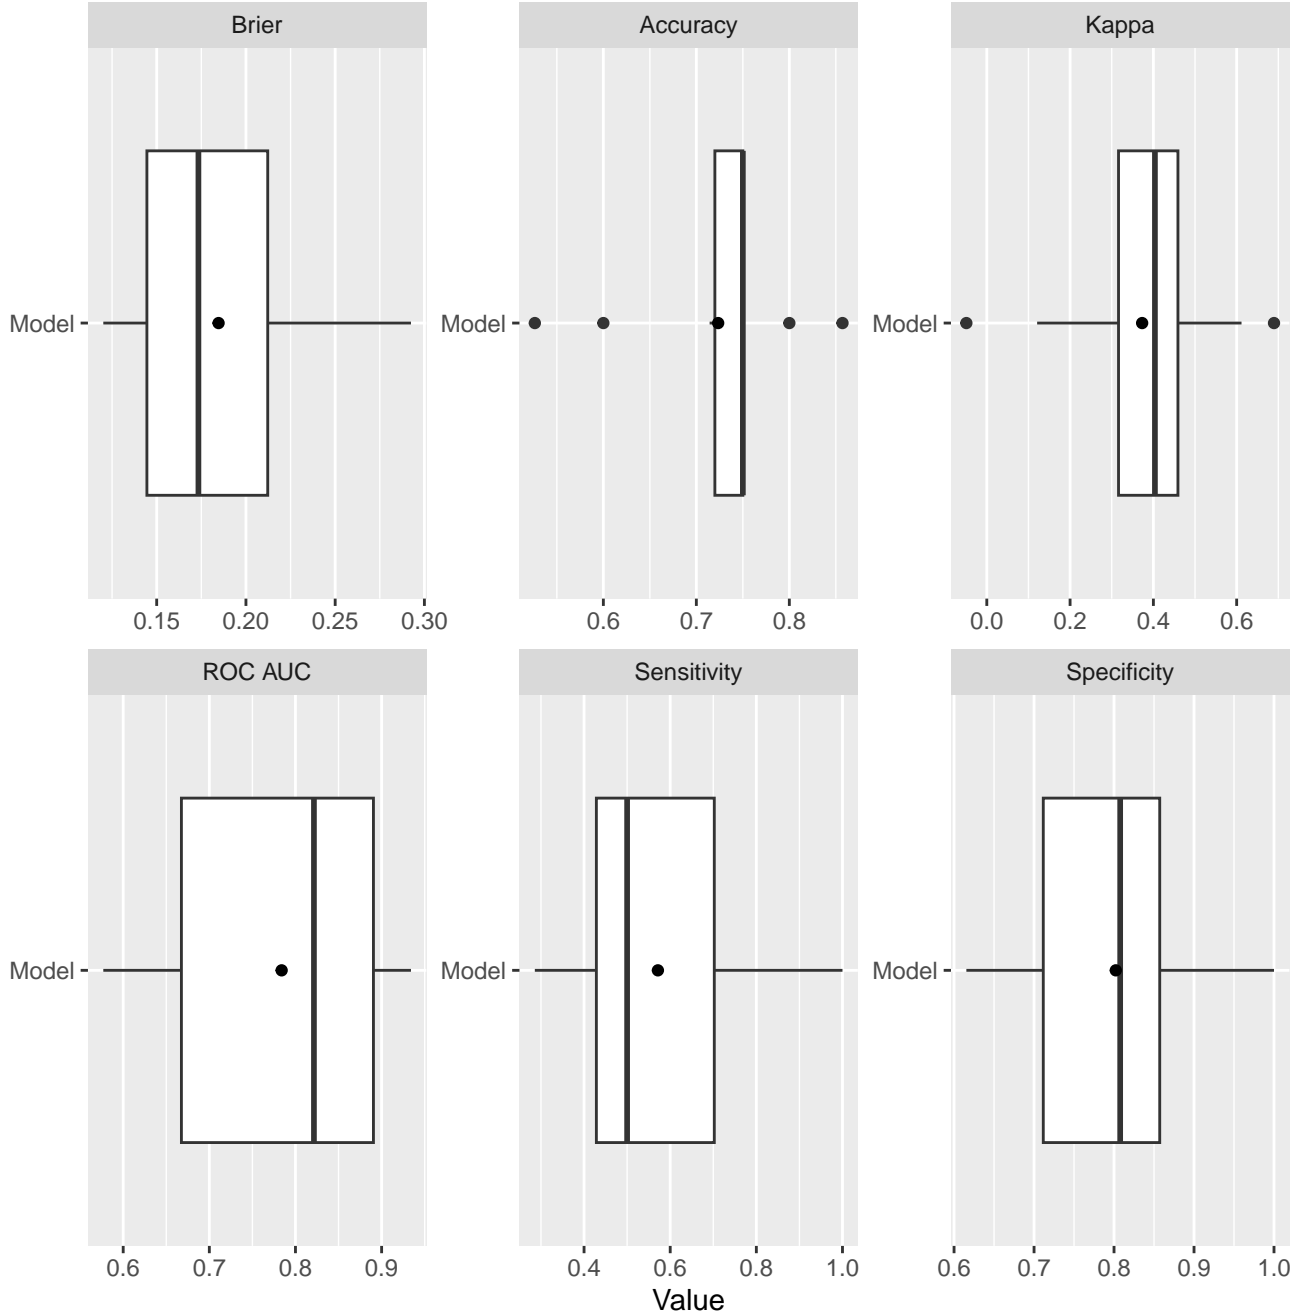 Brier
Accuracy
Kappa
Model
Model
Model
0.15 0.20 0.25 0.30
0.6 0.7 0.8
0.0 0.2 0.4 0.6
ROC AUC
Sensitivity
Specificity
Model
Model
Model
0.6 0.7 0.8 0.9
0.4 0.6 0.8 1.0
0.6 0.7 0.8 0.9 1.0
Value